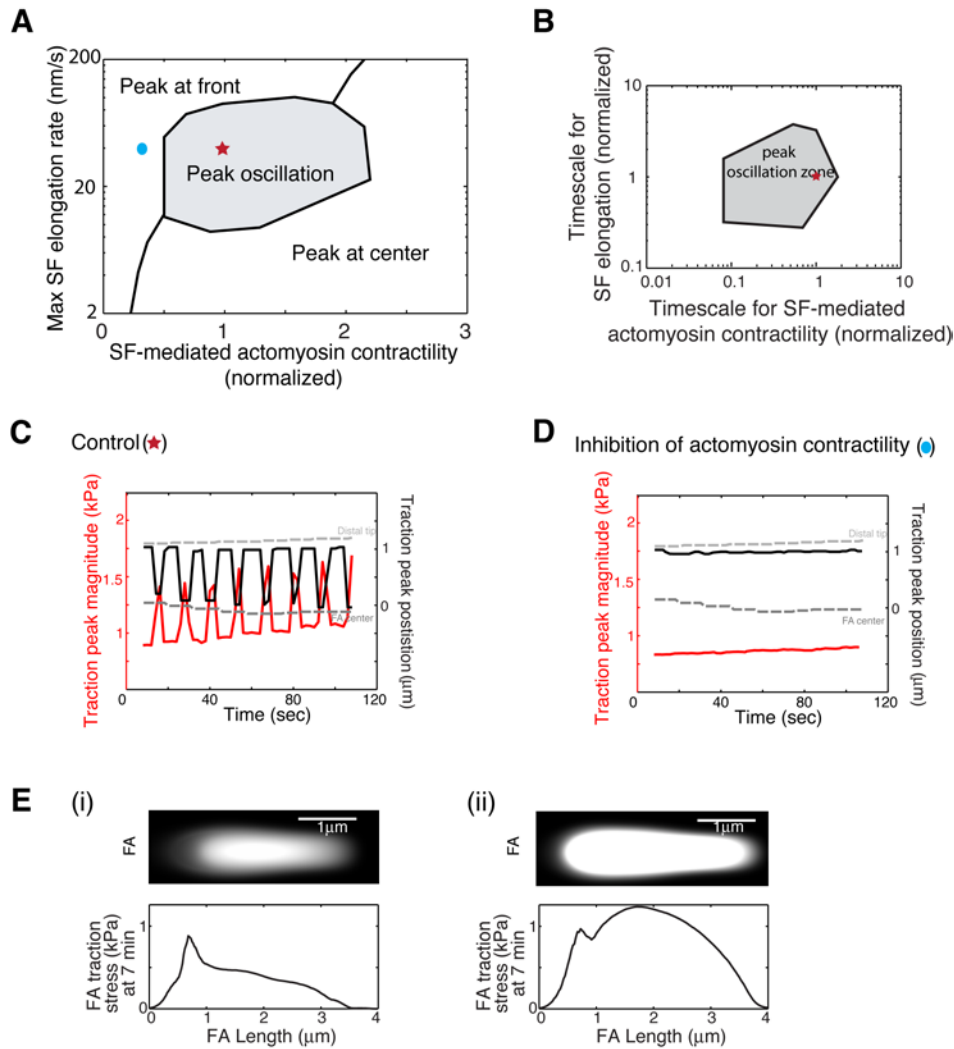 A
Max SF elongation rate (nm/s)
200
20
2
Peak at front
Peak oscillation
Peak at center
0 1 2 3
SF-mediated actomyosin contractility
(normalized)
B
Timescale for
SF elongation (normalized)
10
1
0.1
peak
oscillation zone
0.01 0.1 1 10
Timescale for SF-mediated
actomyosin contractility (normalized)
C
Control(★)
Traction peak magnitude (kPa)
2
1.5
1
Distal tip
FA center
1
0
Traction peak postistion (μm)
0 40 80 120
Time (sec)
D
Inhibition of actomyosin contractility (●)
Traction peak magnitude (kPa)
2
1.5
1
Distal tip
FA center
1
0
Traction peak position (μm)
0 40 80 120
Time (sec)
E
(i)
FA
1μm
FA traction
stress (kPa)
at 7 min
1
0
0 1 2 3 4
FA Length (μm)
(ii)
FA
1μm
FA traction
stress (kPa)
at 7 min
1
0
0 1 2 3 4
FA Length (μm)